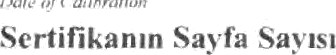 Date of Calibration
Sertifikanın Sayfa Sayısı